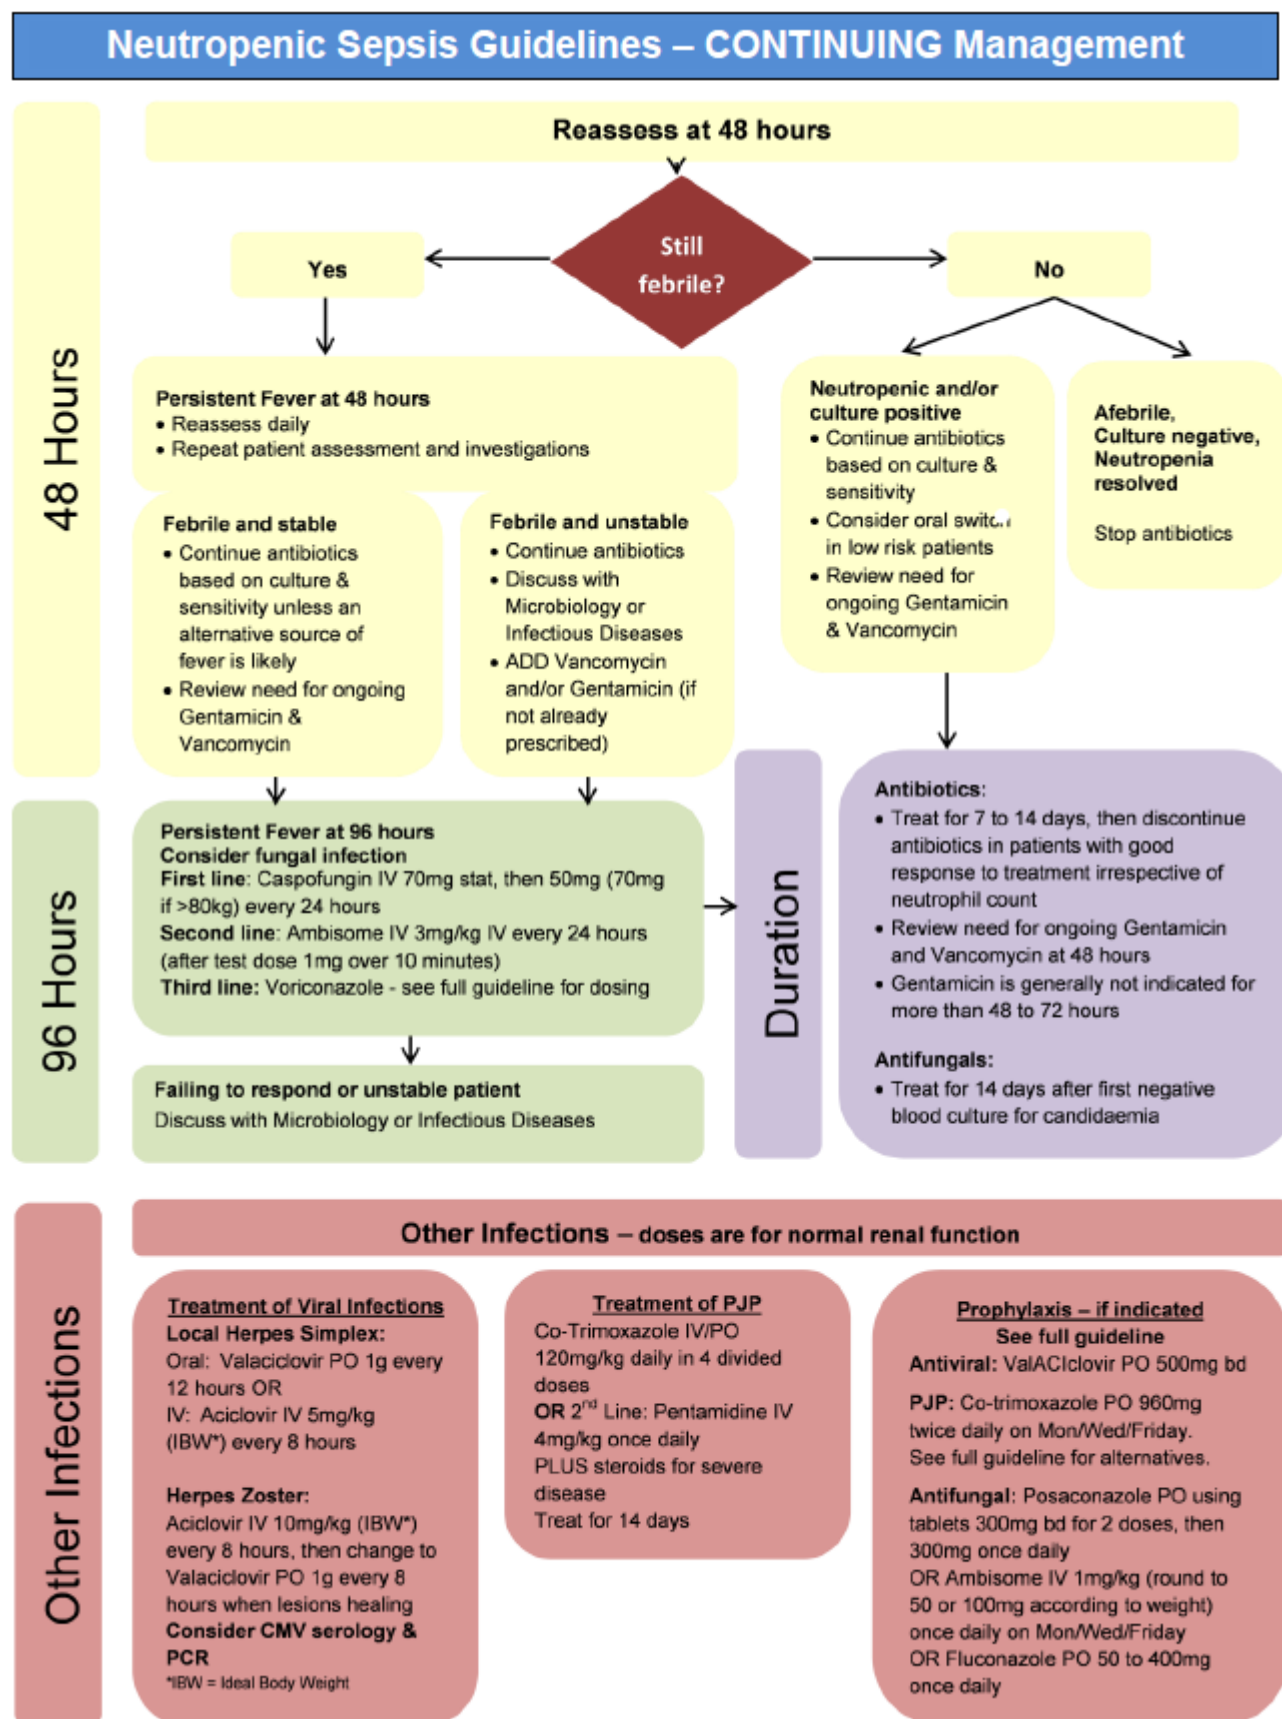 Neutropenic Sepsis Guidelines – CONTINUING Management
48 Hours
Reassess at 48 hours
Still
febrile?
Yes
No
Persistent Fever at 48 hours
• Reassess daily
• Repeat patient assessment and investigations
Febrile and stable
• Continue antibiotics
based on culture &
sensitivity unless an
alternative source of
fever is likely
• Review need for ongoing
Gentamicin &
Vancomycin
Febrile and unstable
• Continue antibiotics
• Discuss with
Microbiology or
Infectious Diseases
• ADD Vancomycin
and/or Gentamicin (if
not already
prescribed)
Neutropenic and/or
culture positive
• Continue antibiotics
based on culture &
sensitivity
• Consider oral switch
in low risk patients
• Review need for
ongoing Gentamicin
& Vancomycin
Afebrile,
Culture negative,
Neutropenia
resolved
Stop antibiotics
96 Hours
Persistent Fever at 96 hours
Consider fungal infection
First line: Caspofungin IV 70mg stat, then 50mg (70mg
if >80kg) every 24 hours
Second line: Ambisome IV 3mg/kg IV every 24 hours
(after test dose 1mg over 10 minutes)
Third line: Voriconazole - see full guideline for dosing
Failing to respond or unstable patient
Discuss with Microbiology or Infectious Diseases
Duration
Antibiotics:
• Treat for 7 to 14 days, then discontinue
antibiotics in patients with good
response to treatment irrespective of
neutrophil count
• Review need for ongoing Gentamicin
and Vancomycin at 48 hours
• Gentamicin is generally not indicated for
more than 48 to 72 hours
Antifungals:
• Treat for 14 days after first negative
blood culture for candidaemia
Other Infections
Other Infections – doses are for normal renal function
Treatment of Viral Infections
Local Herpes Simplex:
Oral: Valaciclovir PO 1g every
12 hours OR
IV: Aciclovir IV 5mg/kg
(IBW*) every 8 hours
Herpes Zoster:
Aciclovir IV 10mg/kg (IBW*)
every 8 hours, then change to
Valaciclovir PO 1g every 8
hours when lesions healing
Consider CMV serology &
PCR
*IBW = Ideal Body Weight
Treatment of PJP
Co-Trimoxazole IV/PO
120mg/kg daily in 4 divided
doses
OR 2nd Line: Pentamidine IV
4mg/kg once daily
PLUS steroids for severe
disease
Treat for 14 days
Prophylaxis – if indicated
See full guideline
Antiviral: ValACIclovir PO 500mg bd
PJP: Co-trimoxazole PO 960mg
twice daily on Mon/Wed/Friday.
See full guideline for alternatives.
Antifungal: Posaconazole PO using
tablets 300mg bd for 2 doses, then
300mg once daily
OR Ambisome IV 1mg/kg (round to
50 or 100mg according to weight)
once daily on Mon/Wed/Friday
OR Fluconazole PO 50 to 400mg
once daily